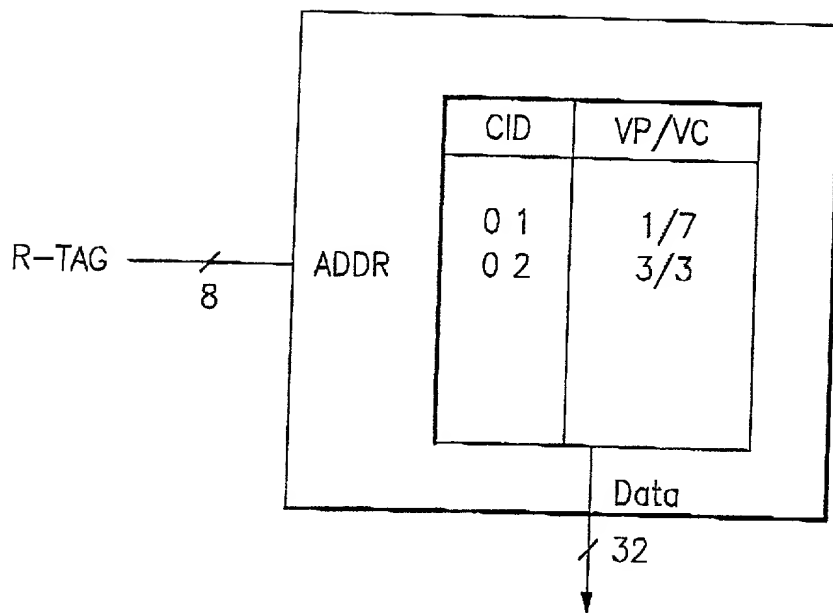 CID VP/VC
0 1 1/7
R-TAG ADDR 0 2 3/3
8
Data
32